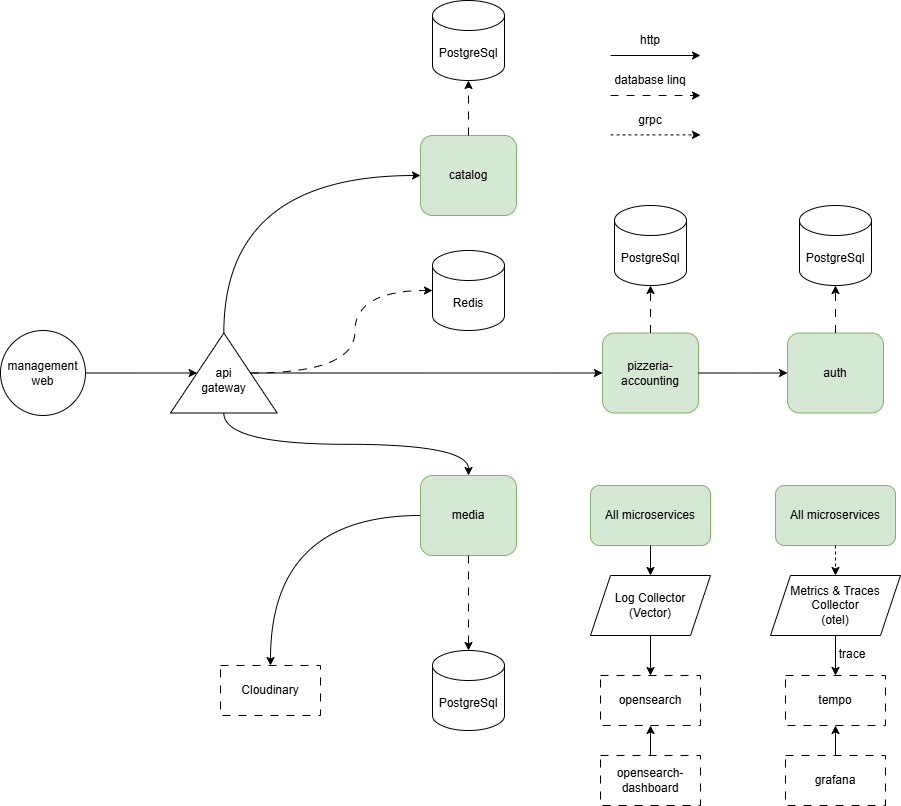 PostgreSql
http
database linq
grpc
catalog
PostgreSql
PostgreSql
Redis
management
web
api
gateway
pizzeria-
accounting
auth
media
All microservices
All microservices
Log Collector
(Vector)
Metrics & Traces
Collector
(otel)
trace
Cloudinary
PostgreSql
opensearch
tempo
opensearch-
dashboard
grafana